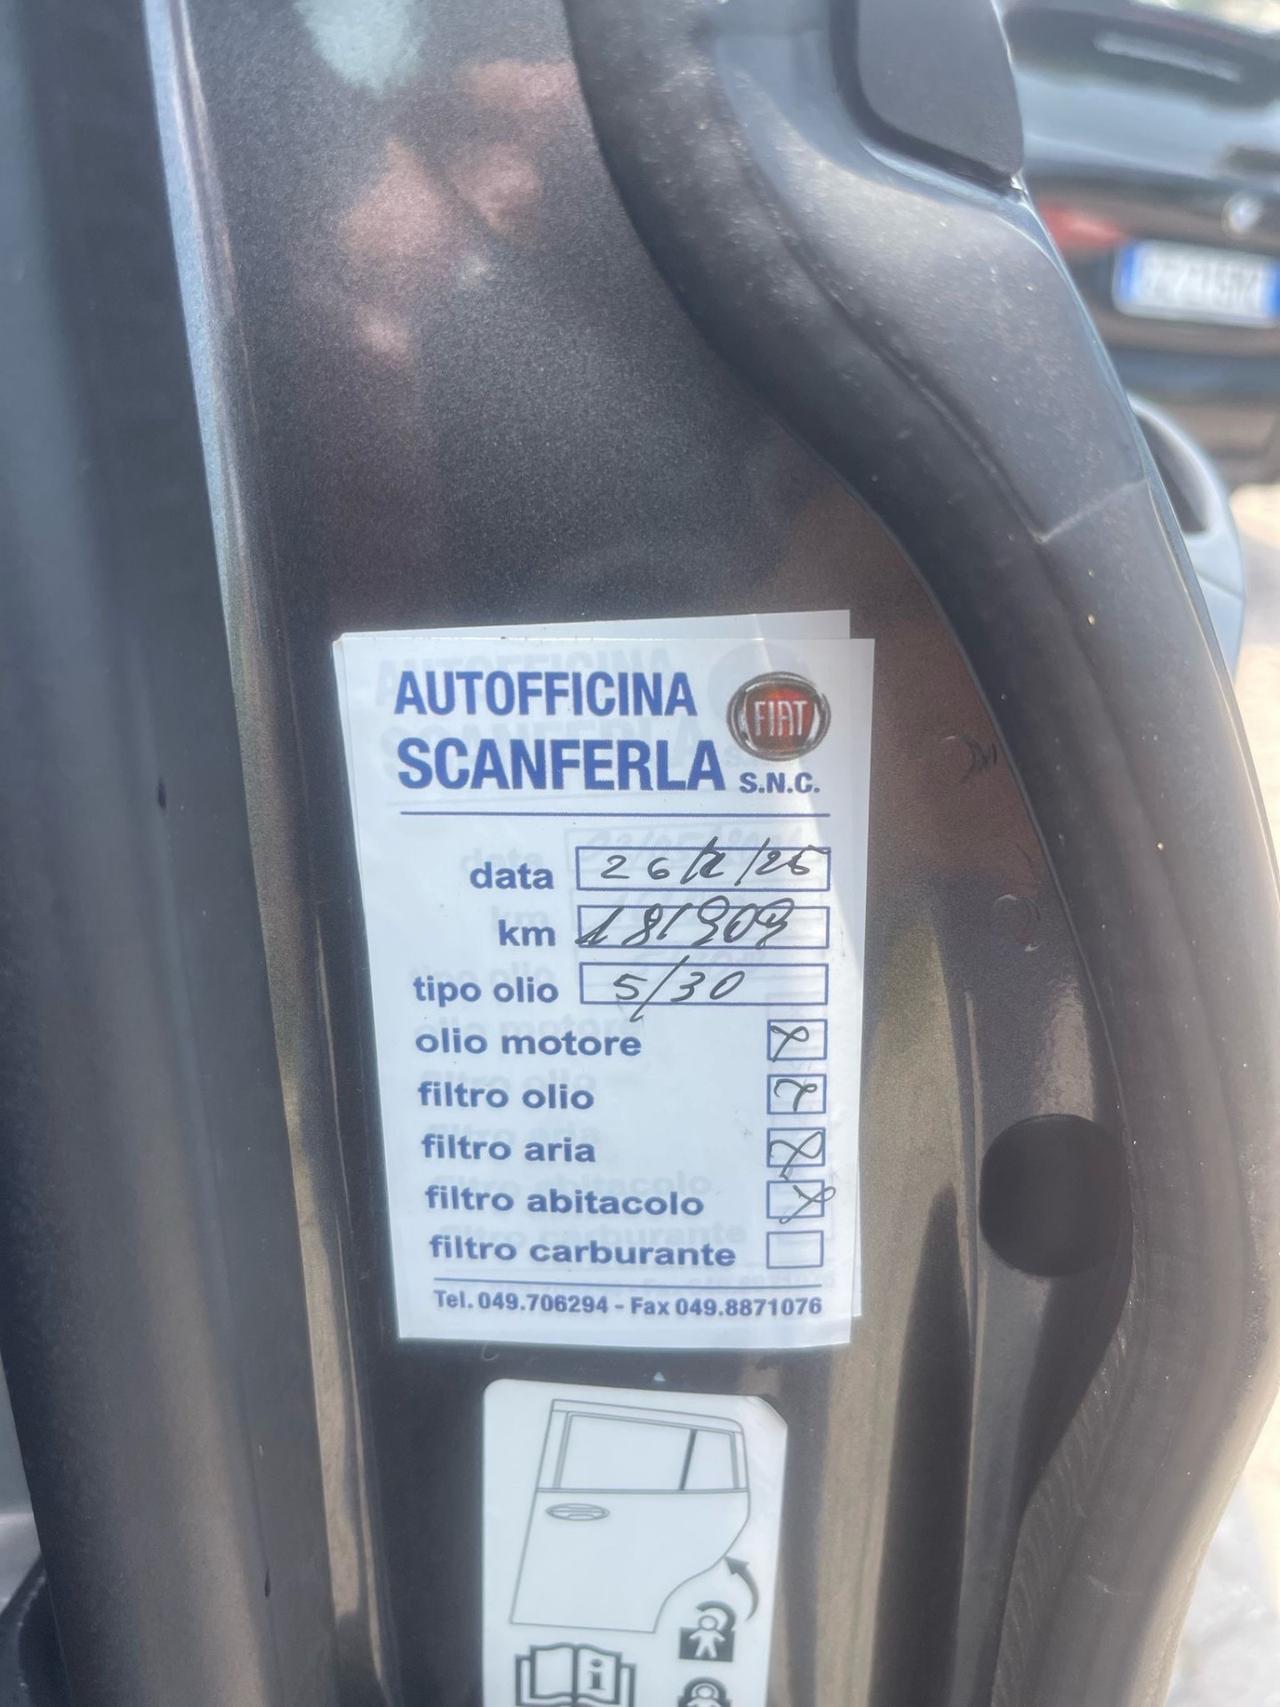 AUTOFFICINA
FIAT
SCANFERLA S.N.C.
data 26/2/25
km 181909
tipo olio 5/30
olio motore X
filtro olio X
filtro aria X
filtro abitacolo X
filtro carburante
Tel. 049.706294 - Fax 049.8871076
i